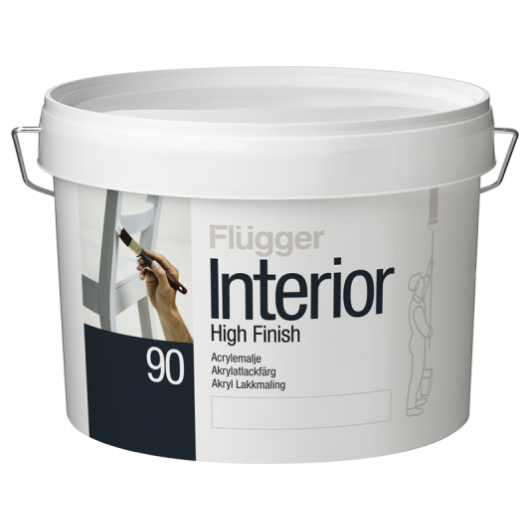 Flügger
Interior
High Finish
90
Acrylemalje
Akrylatlackfärg
Akryl Lakkmaling